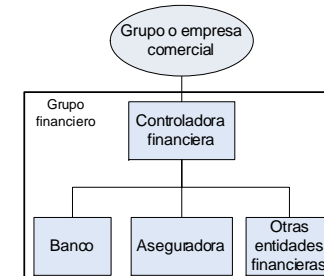 Grupo o empresa
comercial
Grupo
financiero
Controladora
financiera
Banco
Aseguradora
Otras
entidades
financieras